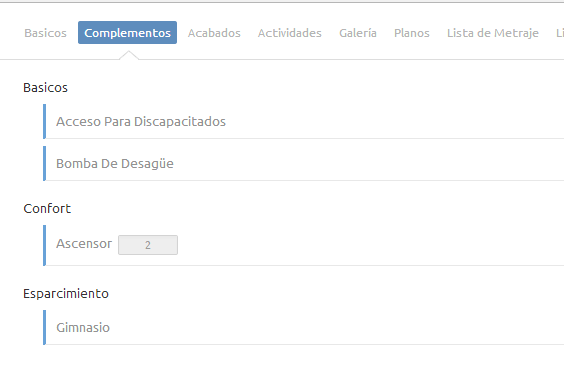 Basicos Complementos Acabados Actividades Galería Planos Lista de Metraje
Basicos
Acceso Para Discapacitados
Bomba De Desagüe
Confort
Ascensor 2
Esparcimiento
Gimnasio